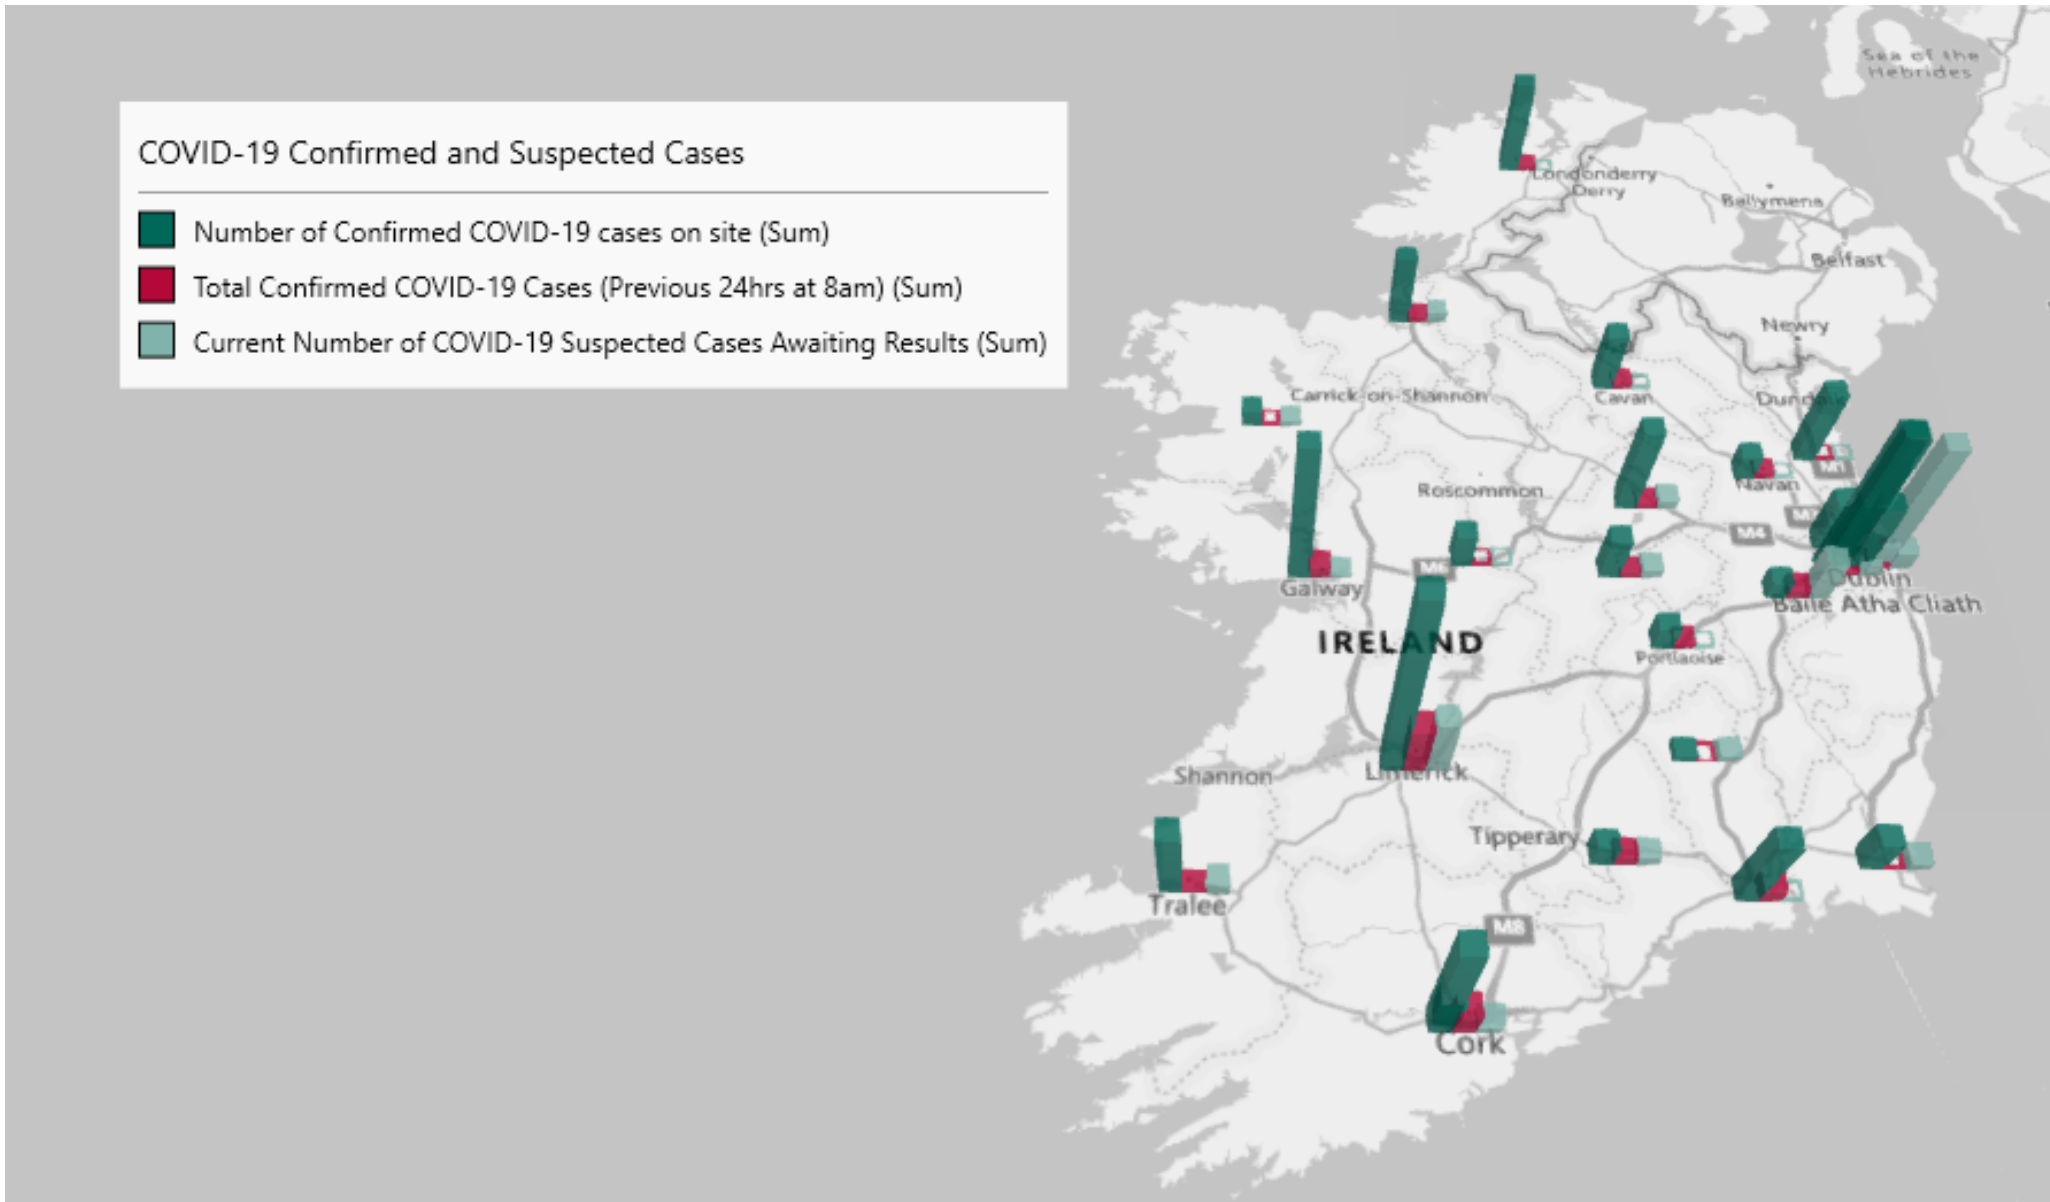 Sea of the
Hebrides
COVID-19 Confirmed and Suspected Cases
Number of Confirmed COVID-19 cases on site (Sum)
Total Confirmed COVID-19 Cases (Previous 24hrs at 8am) (Sum)
Current Number of COVID-19 Suspected Cases Awaiting Results (Sum)
Londonderry
Derry
Ballymena
Belfast
Newry
Carrick-on-Shannon
Cavan
Roscommon
Navan
M1
M4
M6
Galway
Dublin
Baile Atha Cliath
IRELAND
Portlaoise
Limerick
Shannon
Tipperary
Tralee
M8
Cork